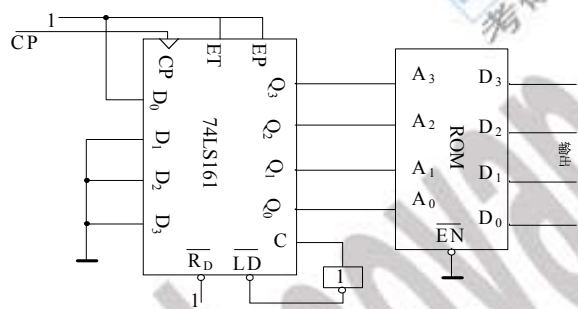 1
CP
CP
ET
EP
D0
D1
D2
D3
74LS161
Q3
Q2
Q1
Q0
C
RD
LD
1
1
A3
A2
A1
A0
ROM
EN
D3
D2
D1
D0
输出